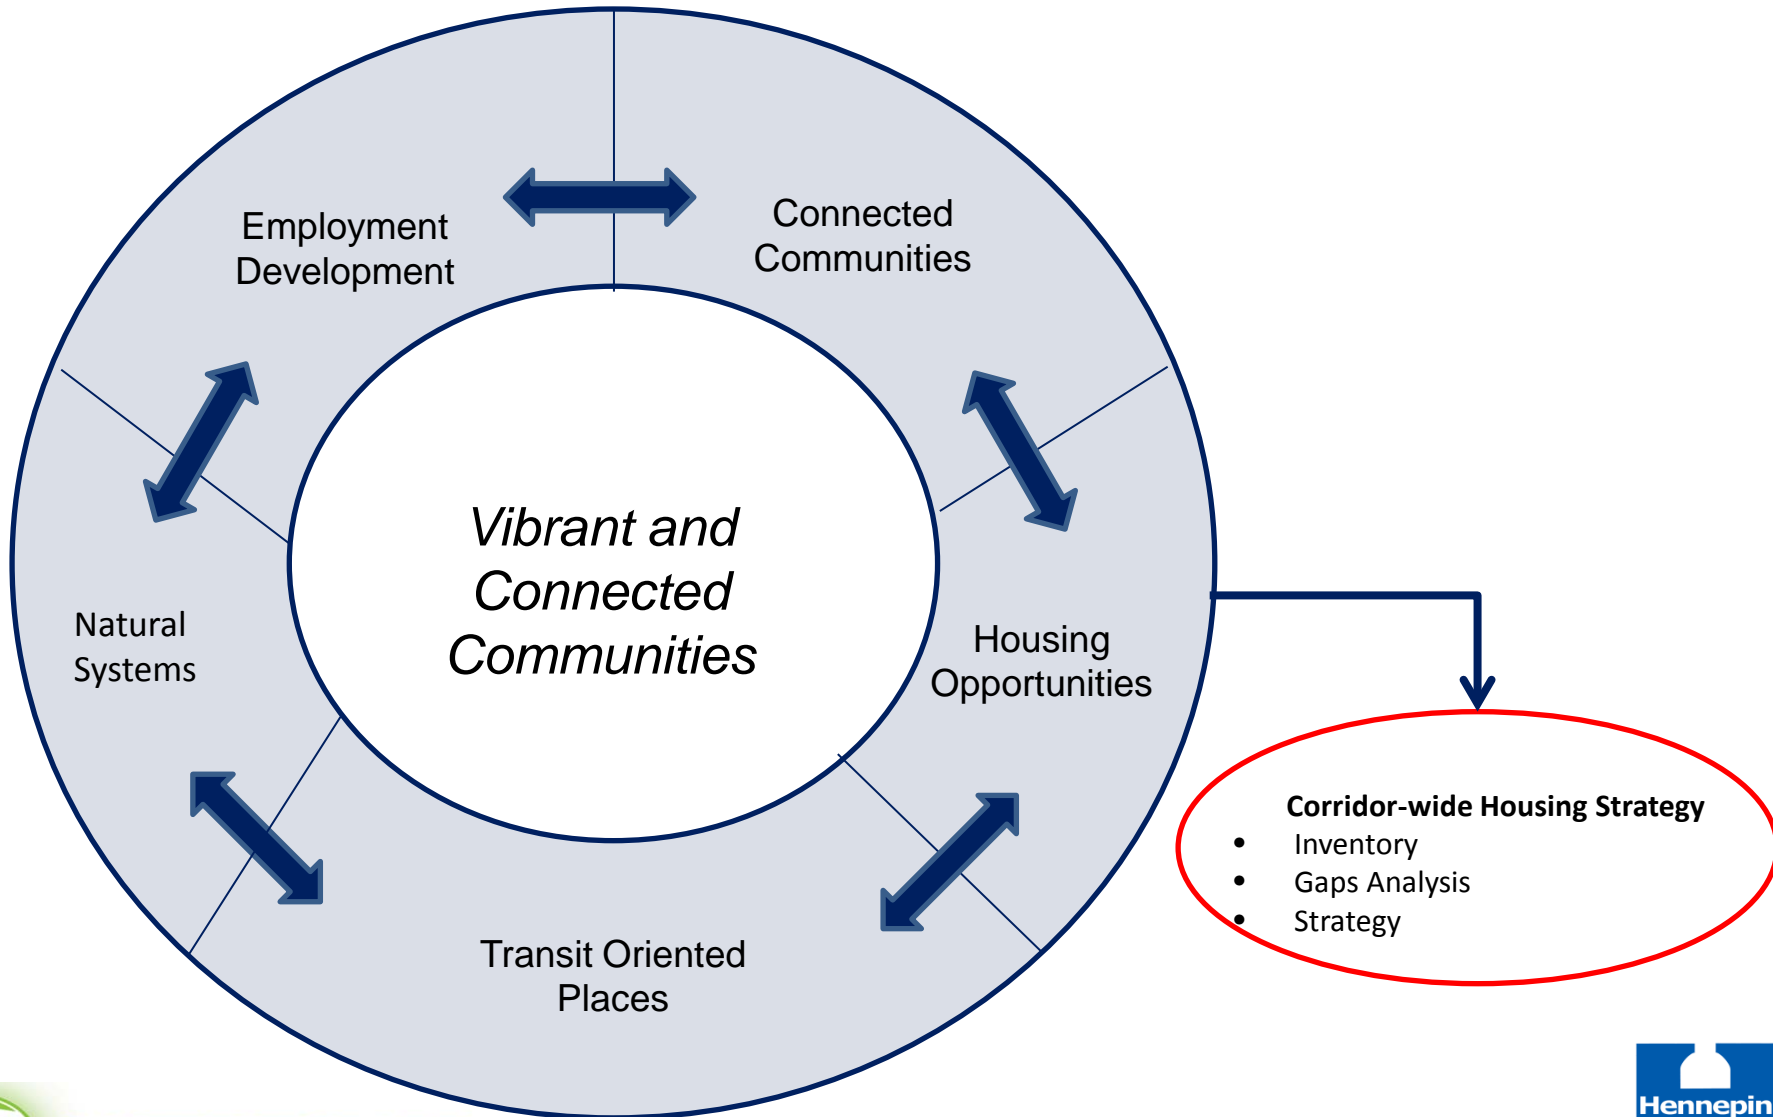 Employment
Development
Connected
Communities
Vibrant and
Connected
Communities
Natural
Systems
Housing
Opportunities
Transit Oriented
Places
Corridor-wide Housing Strategy
• Inventory
• Gaps Analysis
• Strategy
Hennepin